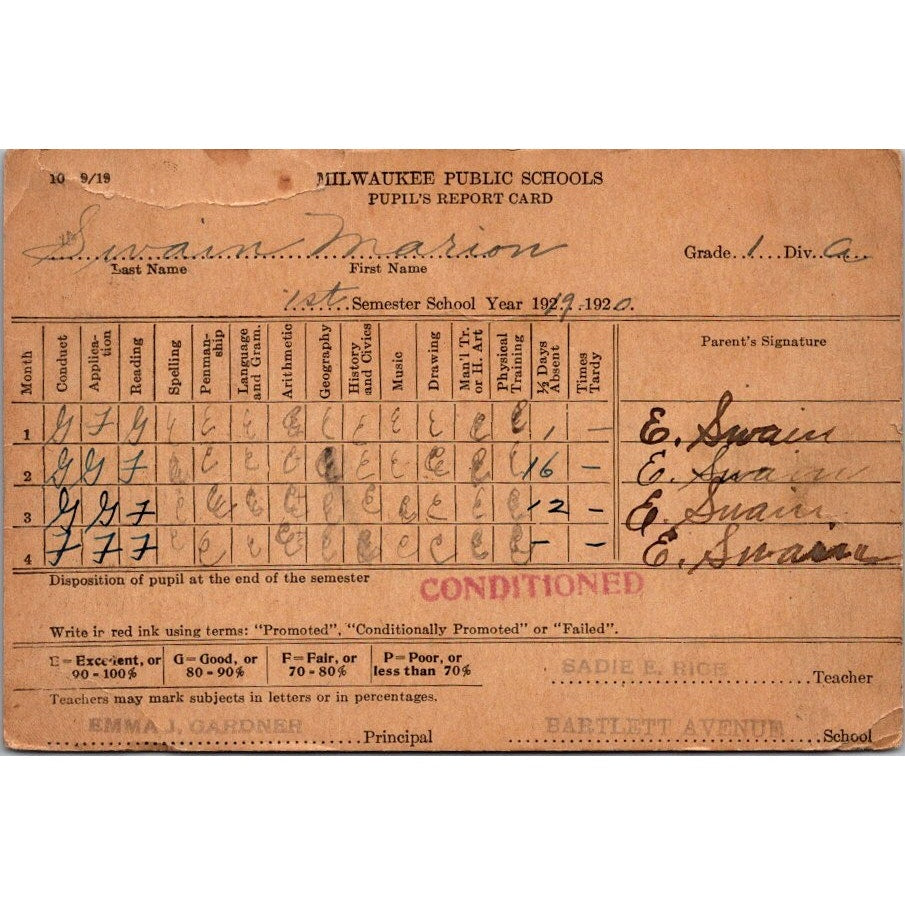 10 9/19 MILWAUKEE PUBLIC SCHOOLS
PUPIL'S REPORT CARD
Swain Marion Grade 1 Div. a
Last Name First Name
1st Semester School Year 1919 1920
Month Conduct Application Reading Spelling Penmanship Language and Gram. Arithmetic Geography History and Civics Music Drawing Man'l Tr. or H. Art Physical Training ½ Days Absent Times Tardy Parent's Signature
1 G F G 1 – E. Swain
2 G G F 16 – E. Swain
3 G G F 12 – E. Swain
4 F F F – – E. Swain
Disposition of pupil at the end of the semester CONDITIONED
Write in red ink using terms: "Promoted", "Conditionally Promoted" or "Failed".
E=Excellent, or 90-100% G=Good, or 80-90% F=Fair, or 70-80% P=Poor, or less than 70% SADIE E. RICE Teacher
Teachers may mark subjects in letters or in percentages.
EMMA J. GARDNER Principal BARTLETT AVENUE School